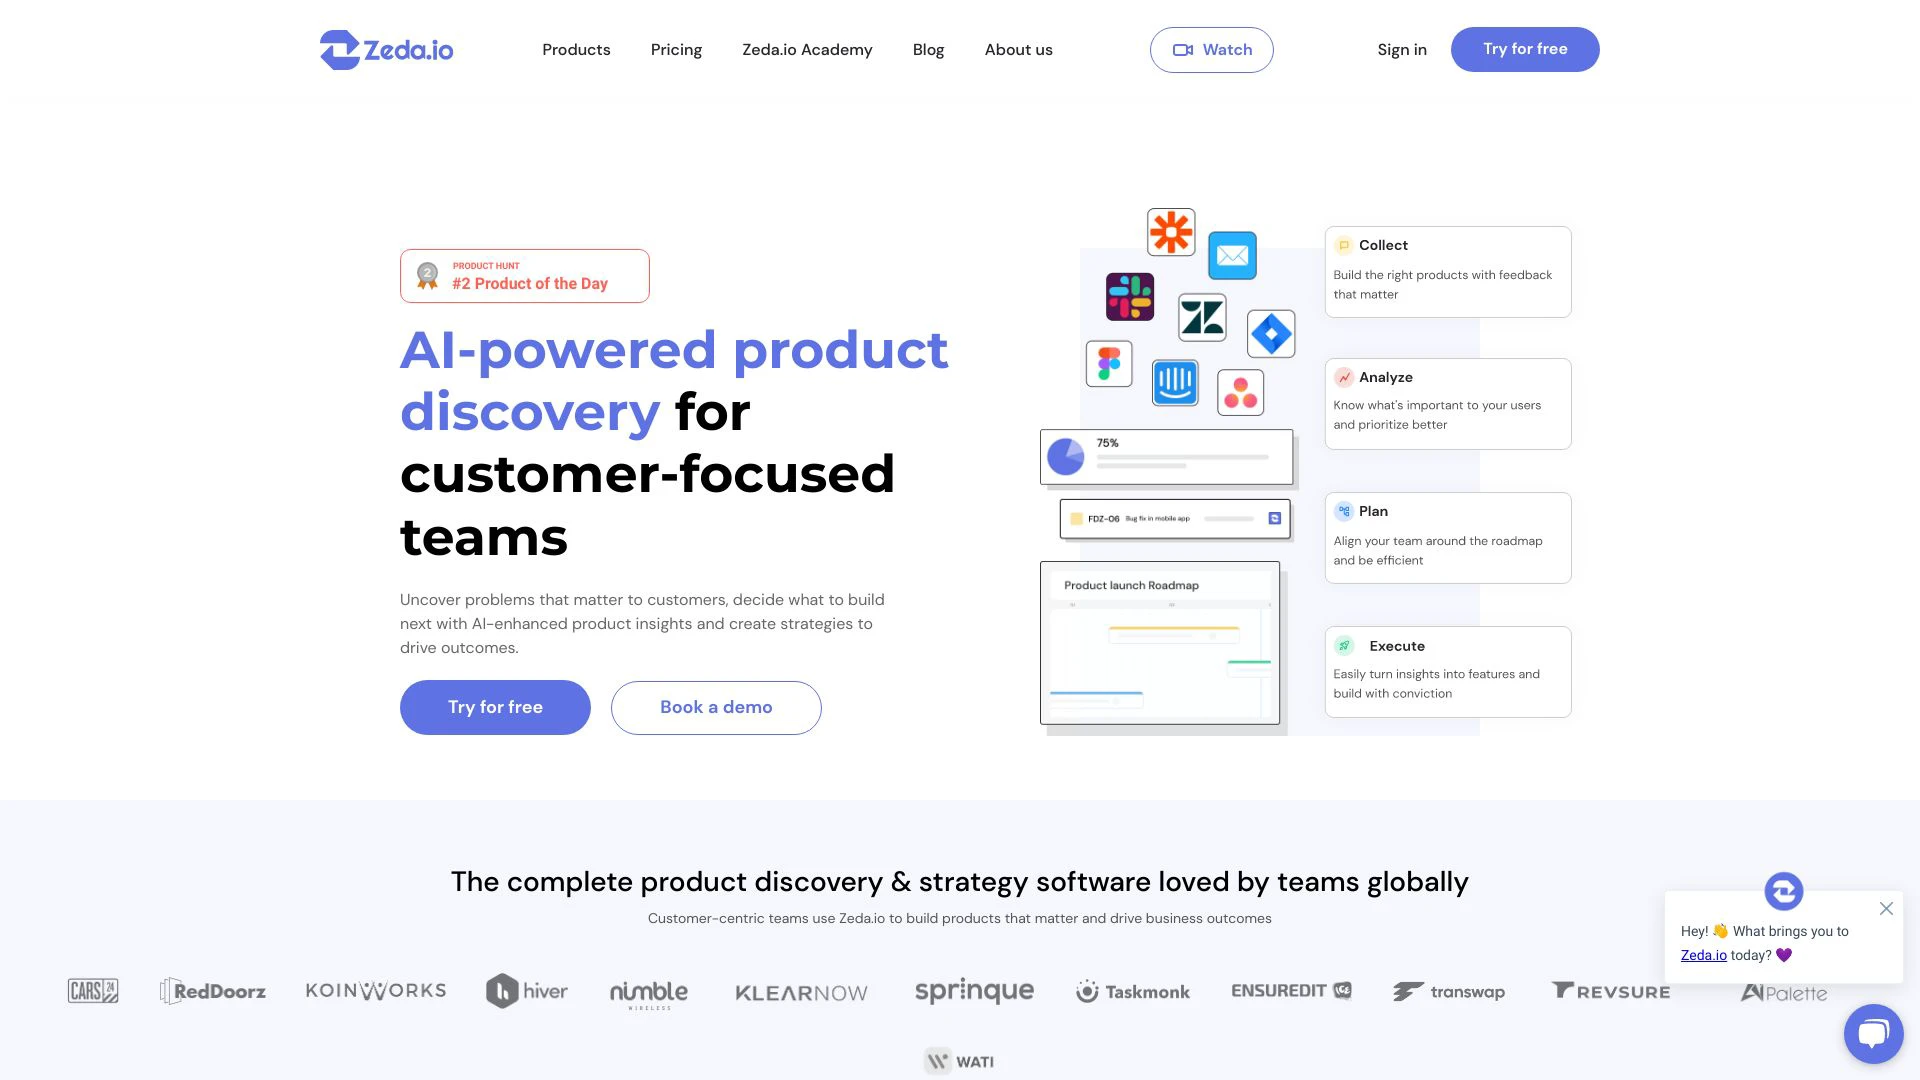 Zeda.io
Products
Pricing
Zeda.io Academy
Blog
About us
Watch
Sign in
Try for free
2
PRODUCT HUNT
#2 Product of the Day
AI-powered product
discovery for
customer-focused
teams
Uncover problems that matter to customers, decide what to build
next with AI-enhanced product insights and create strategies to
drive outcomes.
Try for free
Book a demo
75%
FDZ-06 Bug fix in mobile app
Product launch Roadmap
Collect
Build the right products with feedback
that matter
Analyze
Know what's important to your users
and prioritize better
Plan
Align your team around the roadmap
and be efficient
Execute
Easily turn insights into features and
build with conviction
The complete product discovery & strategy software loved by teams globally
Customer-centric teams use Zeda.io to build products that matter and drive business outcomes
CARS 24
RedDoorz
KOINWORKS
hiver
nimble
WIRELESS
KLEARNOW
sprinque
Taskmonk
ENSUREDIT
transwap
REVSURE
Palette
WATI
Hey! 👋 What brings you to
Zeda.io today? 💜